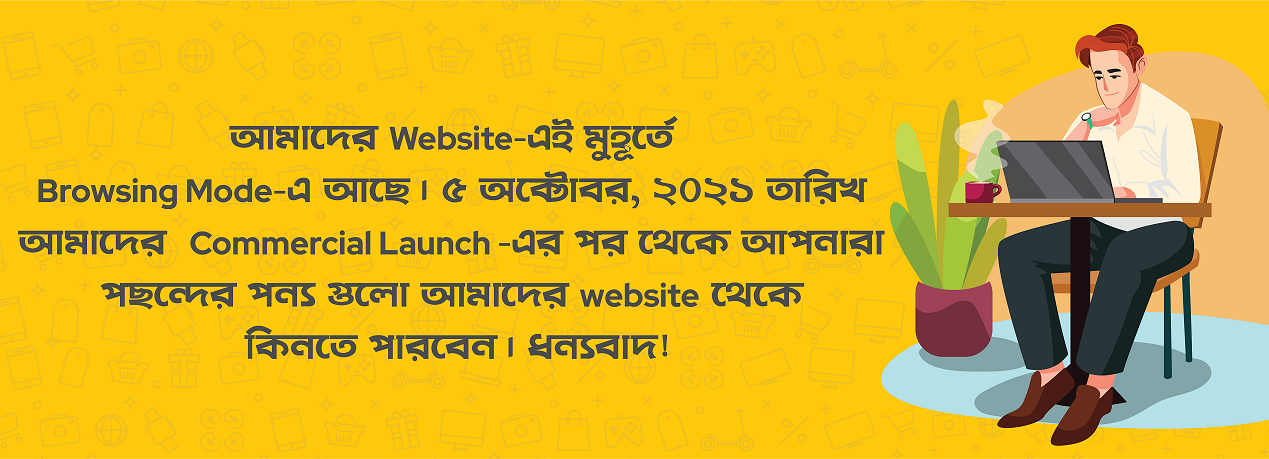 আমাদের Website-এই মুহূর্তে
Browsing Mode-এ আছে। ৫ অক্টোবর, ২০২১ তারিখ
আমাদের Commercial Launch -এর পর থেকে আপনারা
পছন্দের পন্য গুলো আমাদের website থেকে
কিনতে পারবেন। ধন্যবাদ!